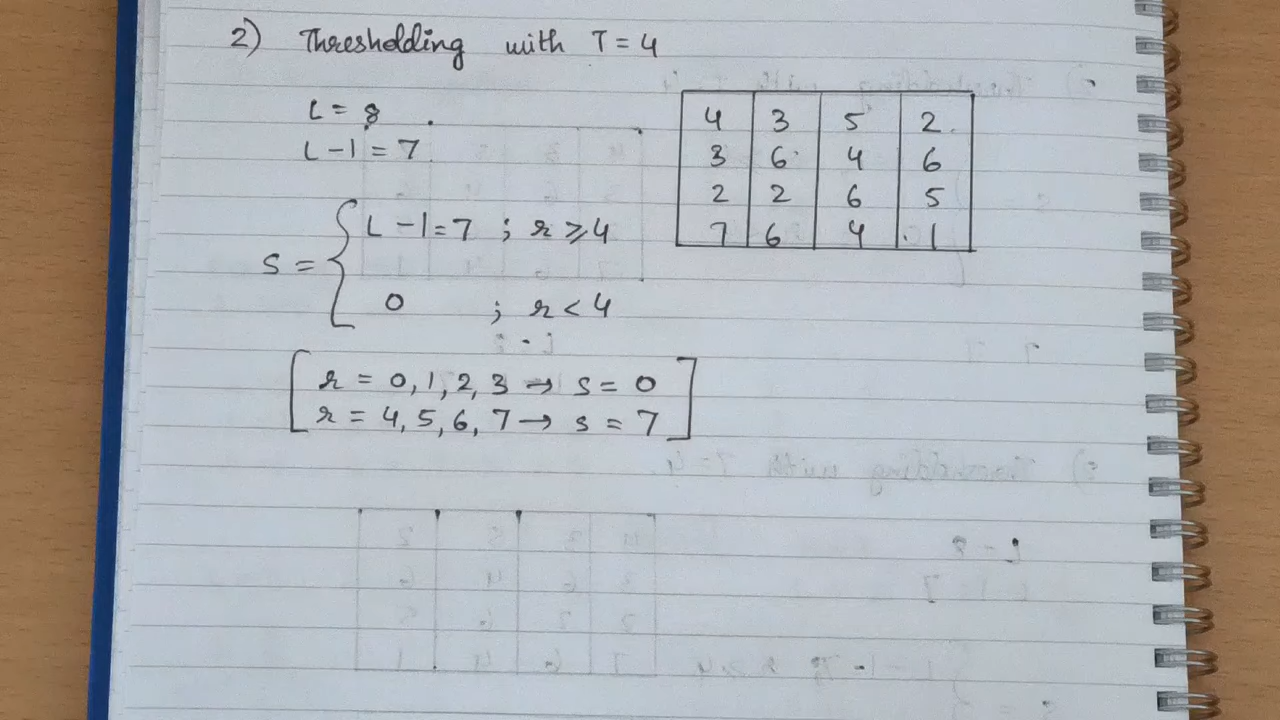 2) Thresholding with T = 4
L = 8
L - 1 = 7
4 3 5 2
3 6 4 6
2 2 6 5
7 6 4 1
L - 1 = 7 ; r ≥ 4
s =
0 ; r < 4
r = 0, 1, 2, 3 → s = 0
r = 4, 5, 6, 7 → s = 7